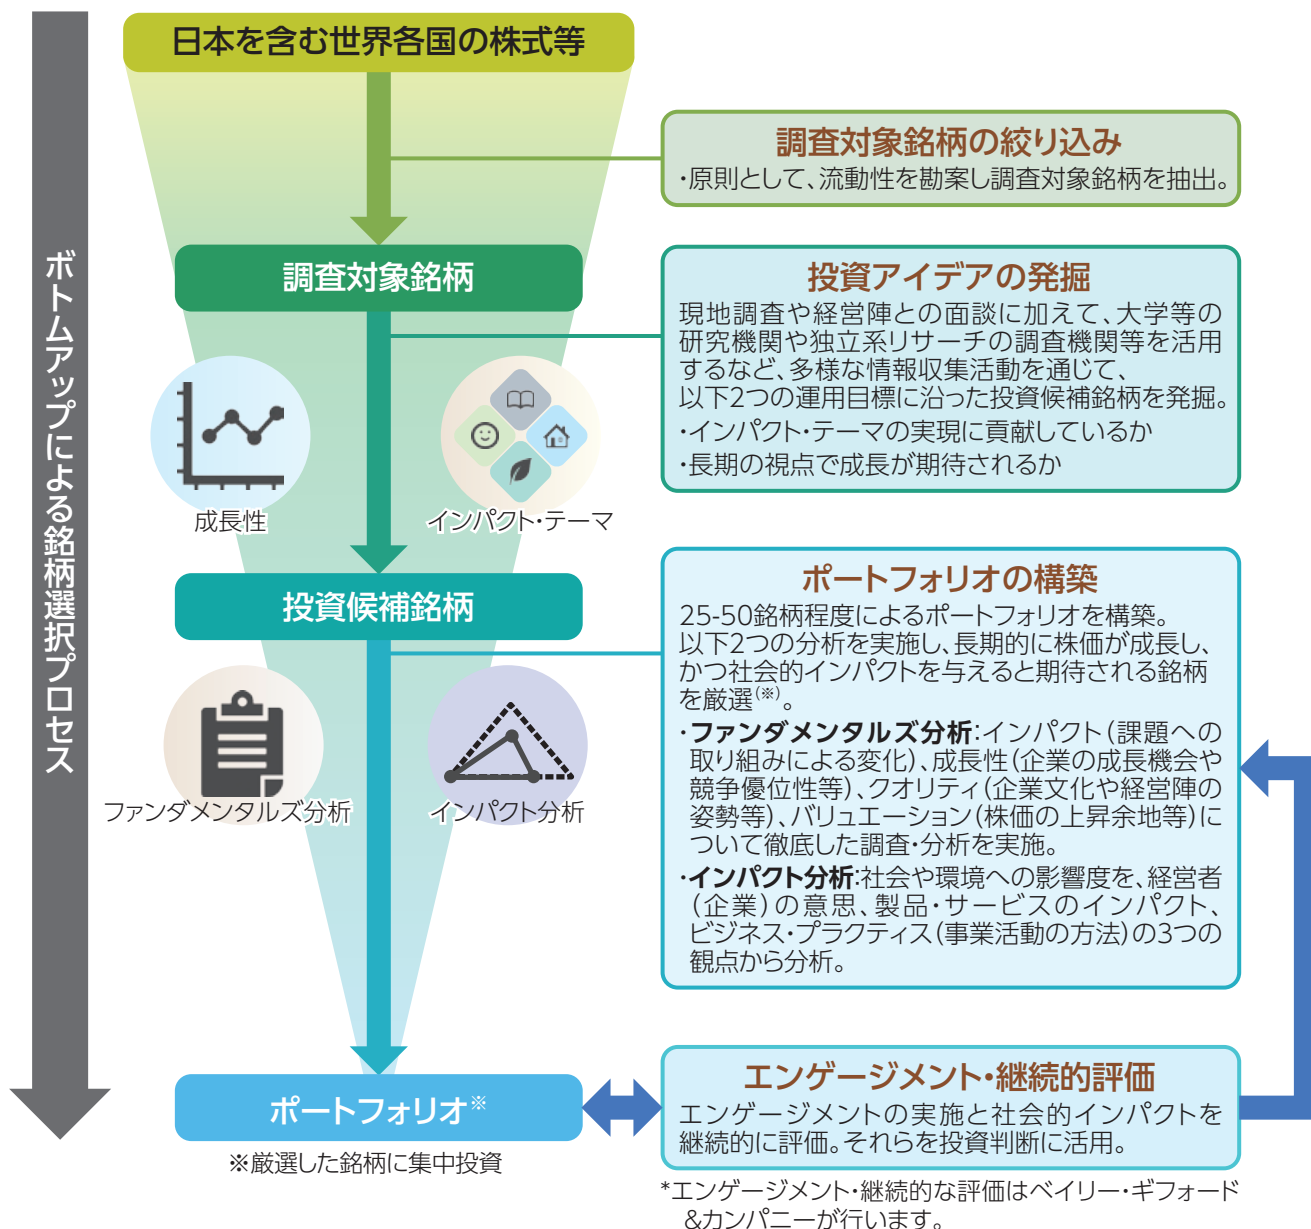 ボトムアップによる銘柄選択プロセス
日本を含む世界各国の株式等
調査対象銘柄の絞り込み
・原則として、流動性を勘案し調査対象銘柄を抽出。
調査対象銘柄
投資アイデアの発掘
現地調査や経営陣との面談に加えて、大学等の
研究機関や独立系リサーチの調査機関等を活用
するなど、多様な情報収集活動を通じて、
以下2つの運用目標に沿った投資候補銘柄を発掘。
・インパクト・テーマの実現に貢献しているか
・長期の視点で成長が期待されるか
成長性
インパクト・テーマ
投資候補銘柄
ポートフォリオの構築
25-50銘柄程度によるポートフォリオを構築。
以下2つの分析を実施し、長期的に株価が成長し、
かつ社会的インパクトを与えると期待される銘柄
を厳選(※)。
・ファンダメンタルズ分析:インパクト(課題への
取り組みによる変化)、成長性(企業の成長機会や
競争優位性等)、クオリティ(企業文化や経営陣の
姿勢等)、バリュエーション(株価の上昇余地等)に
ついて徹底した調査・分析を実施。
・インパクト分析:社会や環境への影響度を、経営者
(企業)の意思、製品・サービスのインパクト、
ビジネス・プラクティス(事業活動の方法)の3つの
観点から分析。
ファンダメンタルズ分析
インパクト分析
ポートフォリオ※
※厳選した銘柄に集中投資
エンゲージメント・継続的評価
エンゲージメントの実施と社会的インパクトを
継続的に評価。それらを投資判断に活用。
*エンゲージメント・継続的な評価はベイリー・ギフォード
&カンパニーが行います。